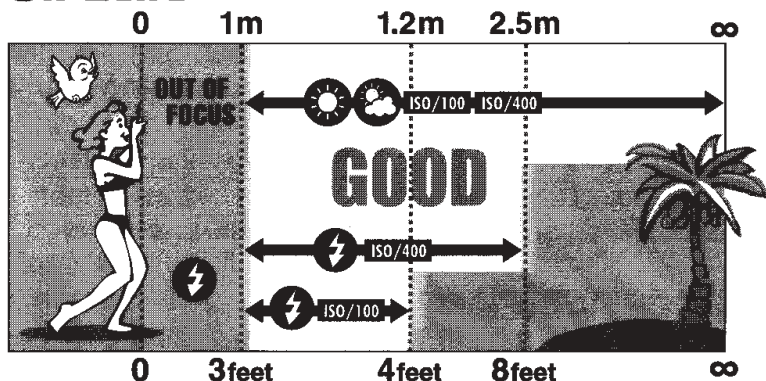 0 1m 1.2m 2.5m ∞
OUT OF
FOCUS
ISO/100 ISO/400
GOOD
ISO/400
ISO/100
0 3feet 4feet 8feet ∞